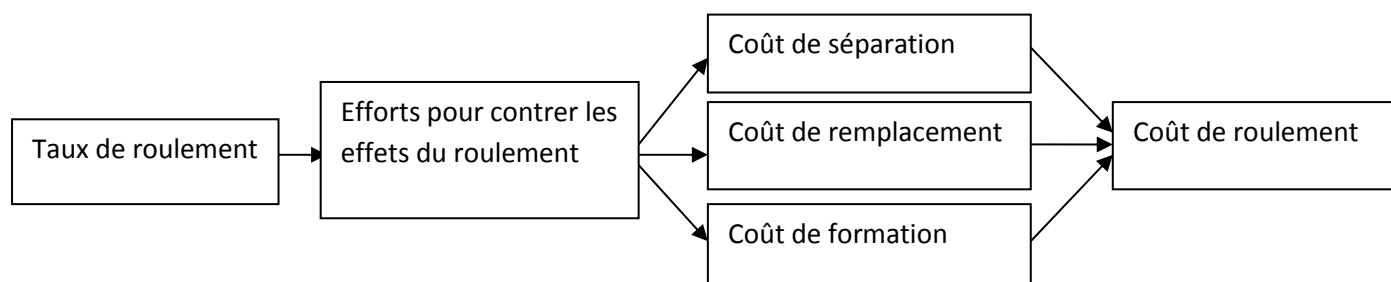 Taux de roulement
Efforts pour contrer les
effets du roulement
Coût de séparation
Coût de remplacement
Coût de formation
Coût de roulement